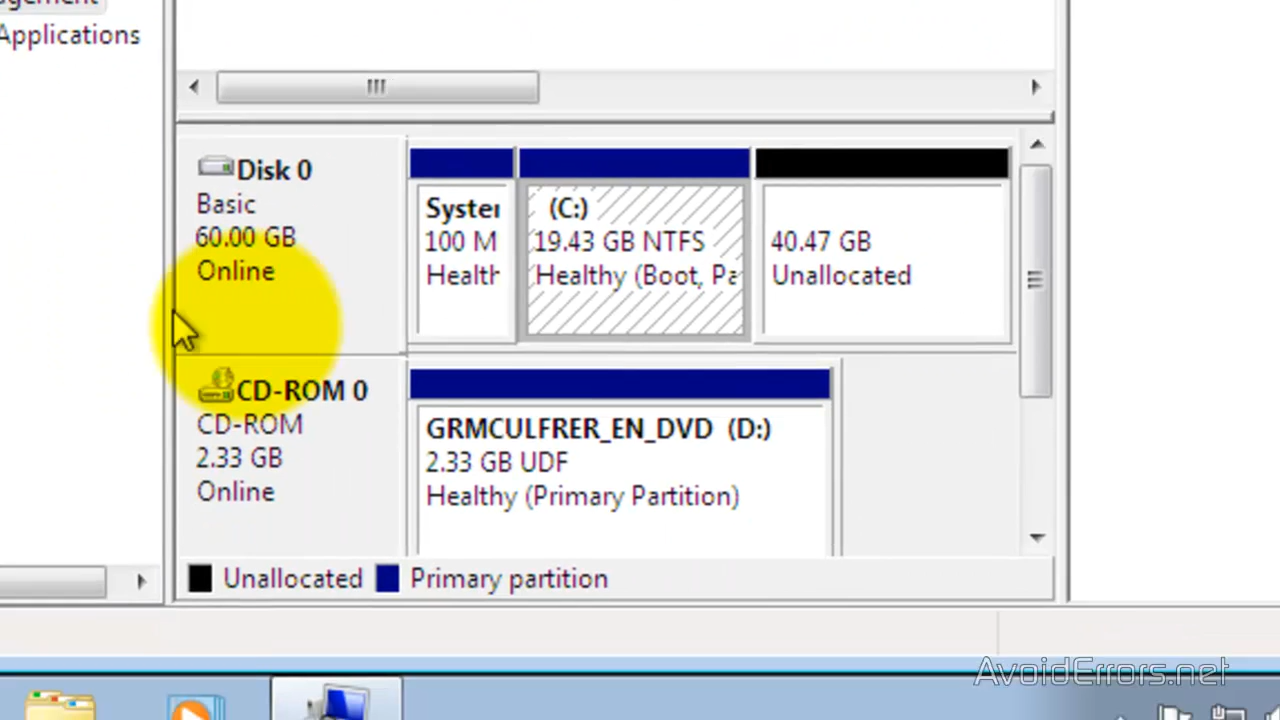 Applications
Disk 0
Basic
60.00 GB
Online
100 M
Health
(C:)
19.43 GB NTFS
Healthy (Boot, Pa
40.47 GB
Unallocated
CD-ROM 0
CD-ROM
2.33 GB
Online
GRMCULFRER_EN_DVD (D:)
2.33 GB UDF
Healthy (Primary Partition)
Unallocated
Primary partition
AvoidErrors.net